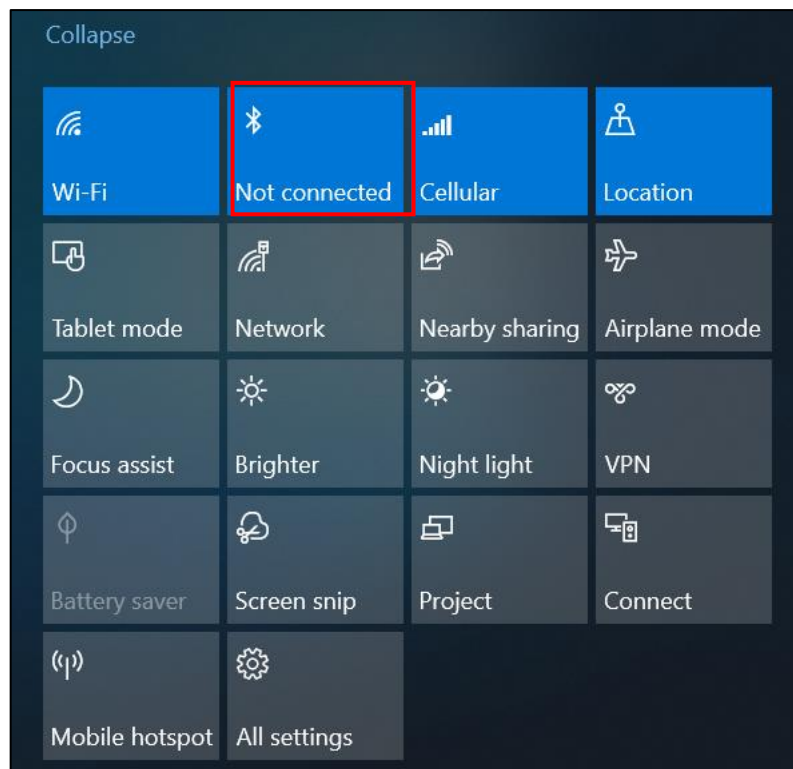 Collapse
Wi-Fi
Not connected
Cellular
Location
Tablet mode
Network
Nearby sharing
Airplane mode
Focus assist
Brighter
Night light
VPN
Battery saver
Screen snip
Project
Connect
Mobile hotspot
All settings